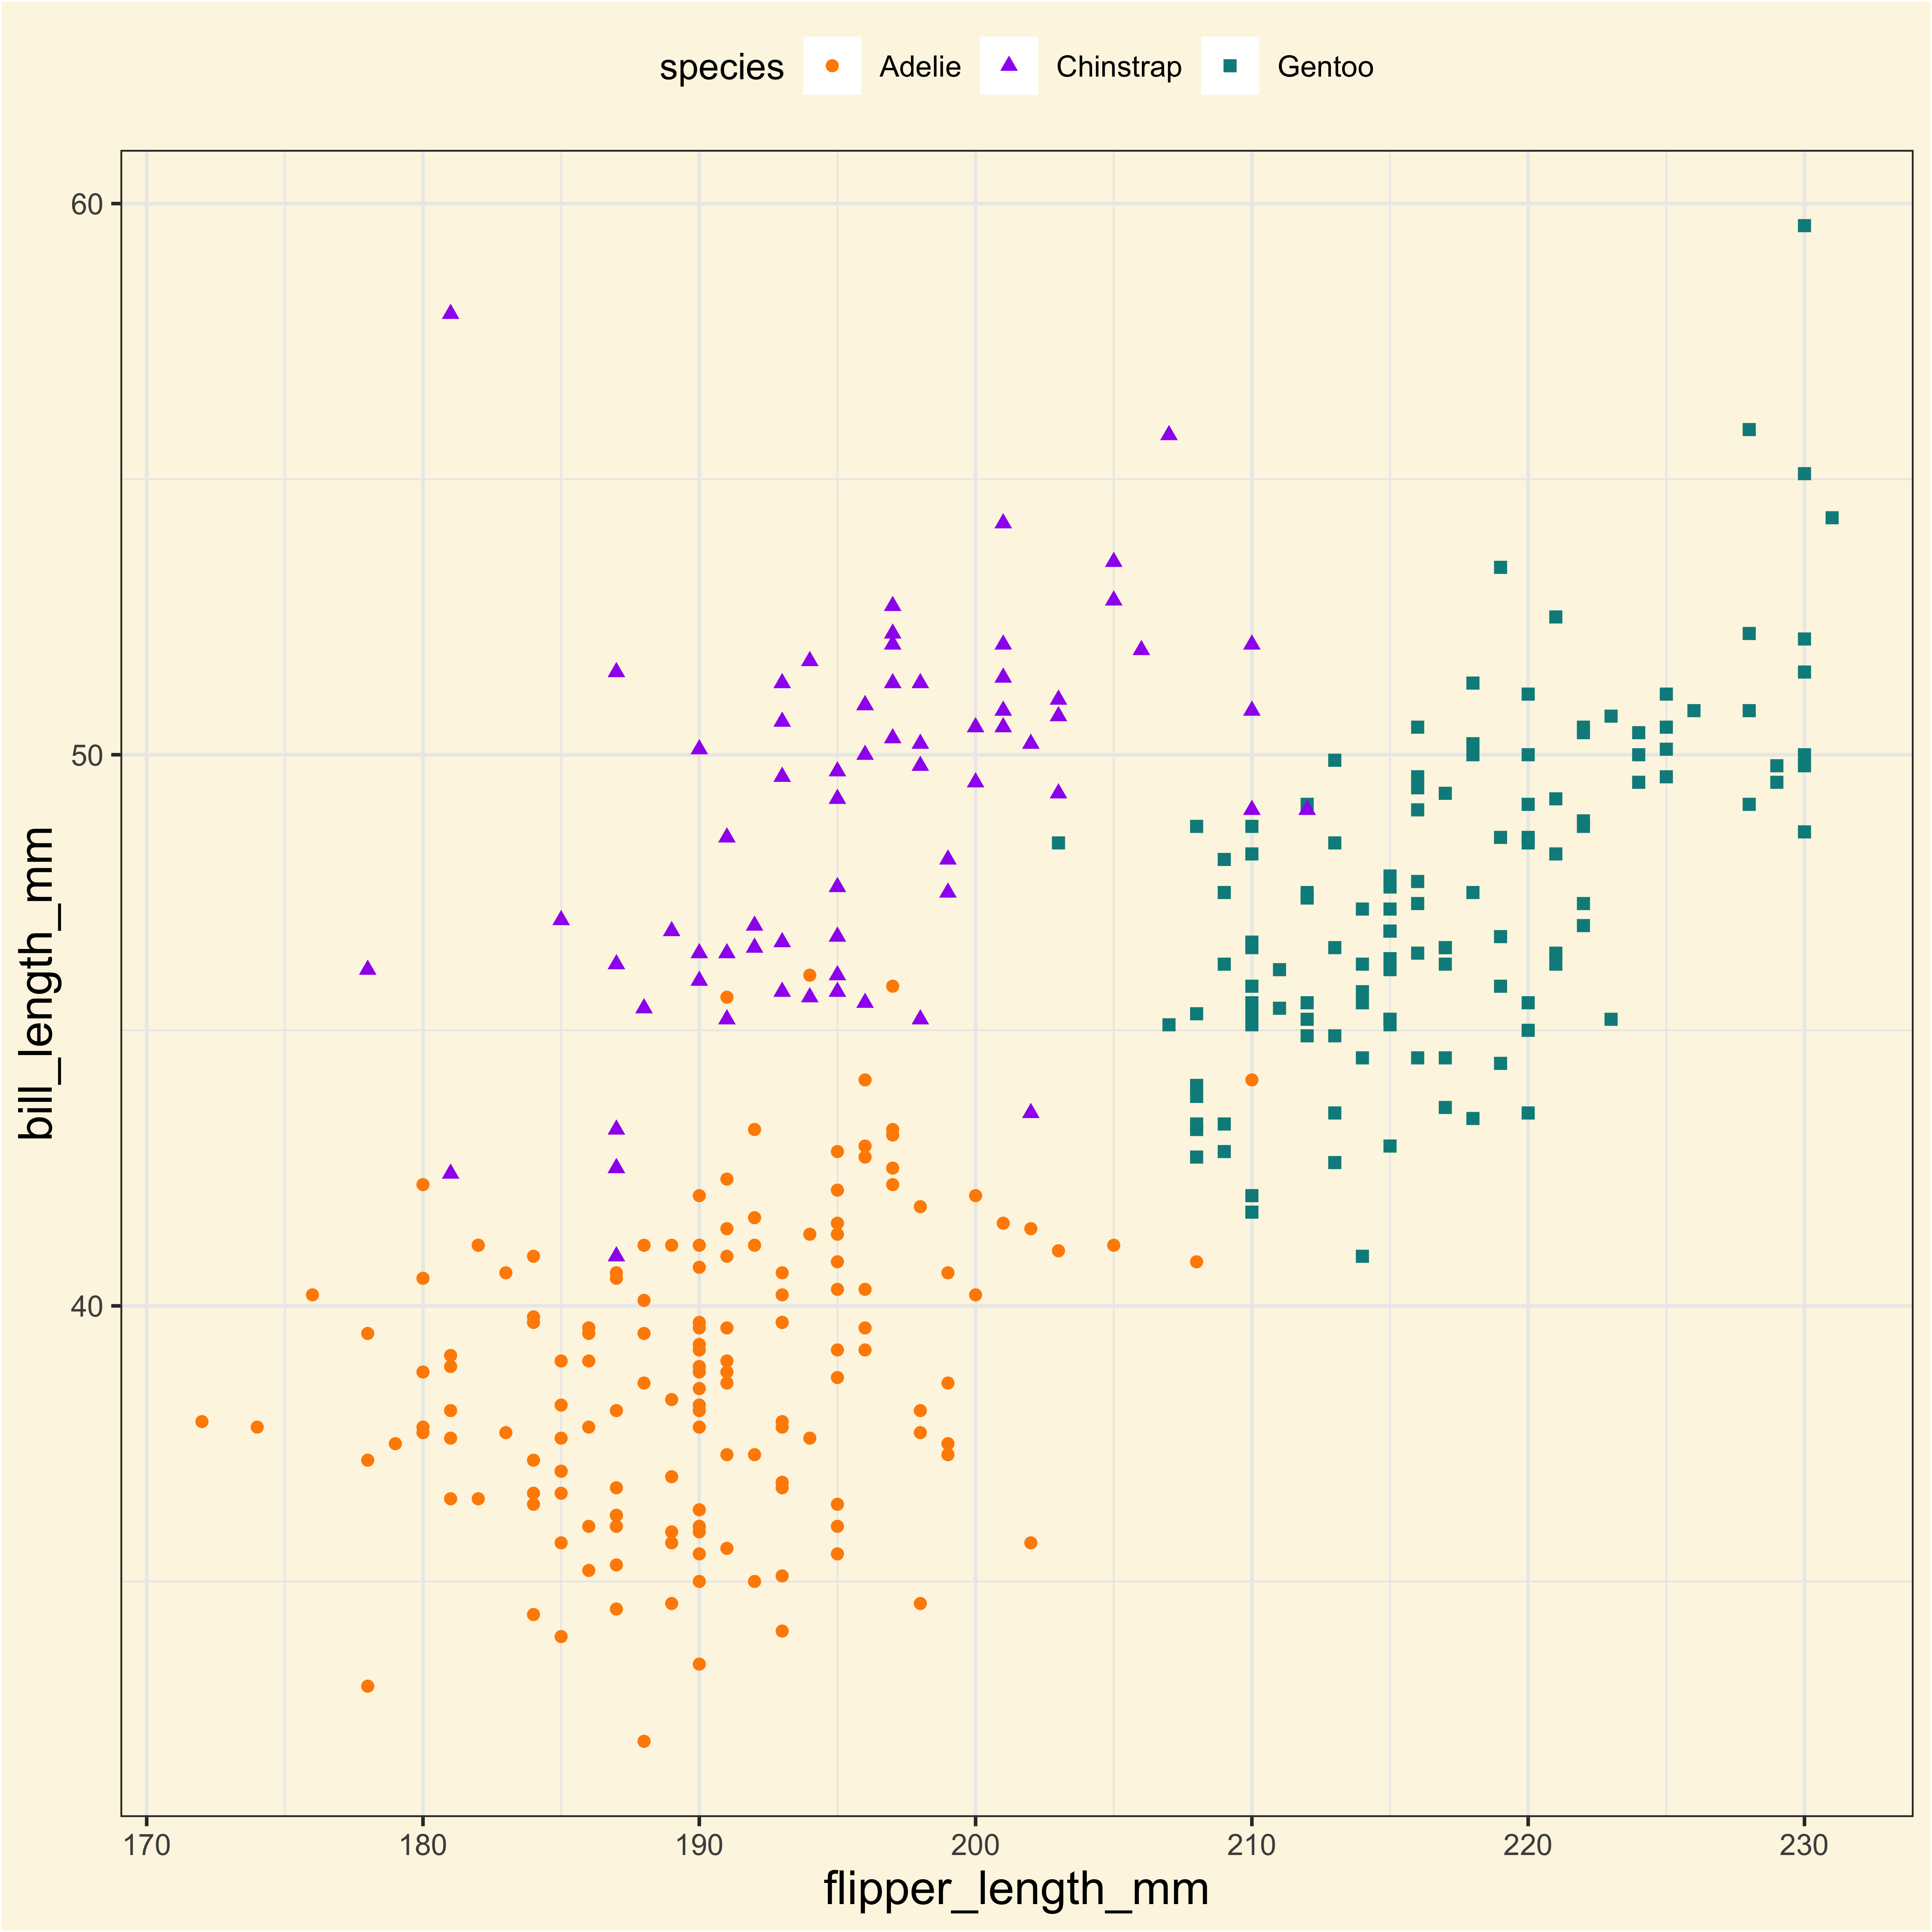 species Adelie Chinstrap Gentoo
60
50
40
bill_length_mm
170 180 190 200 210 220 230
flipper_length_mm